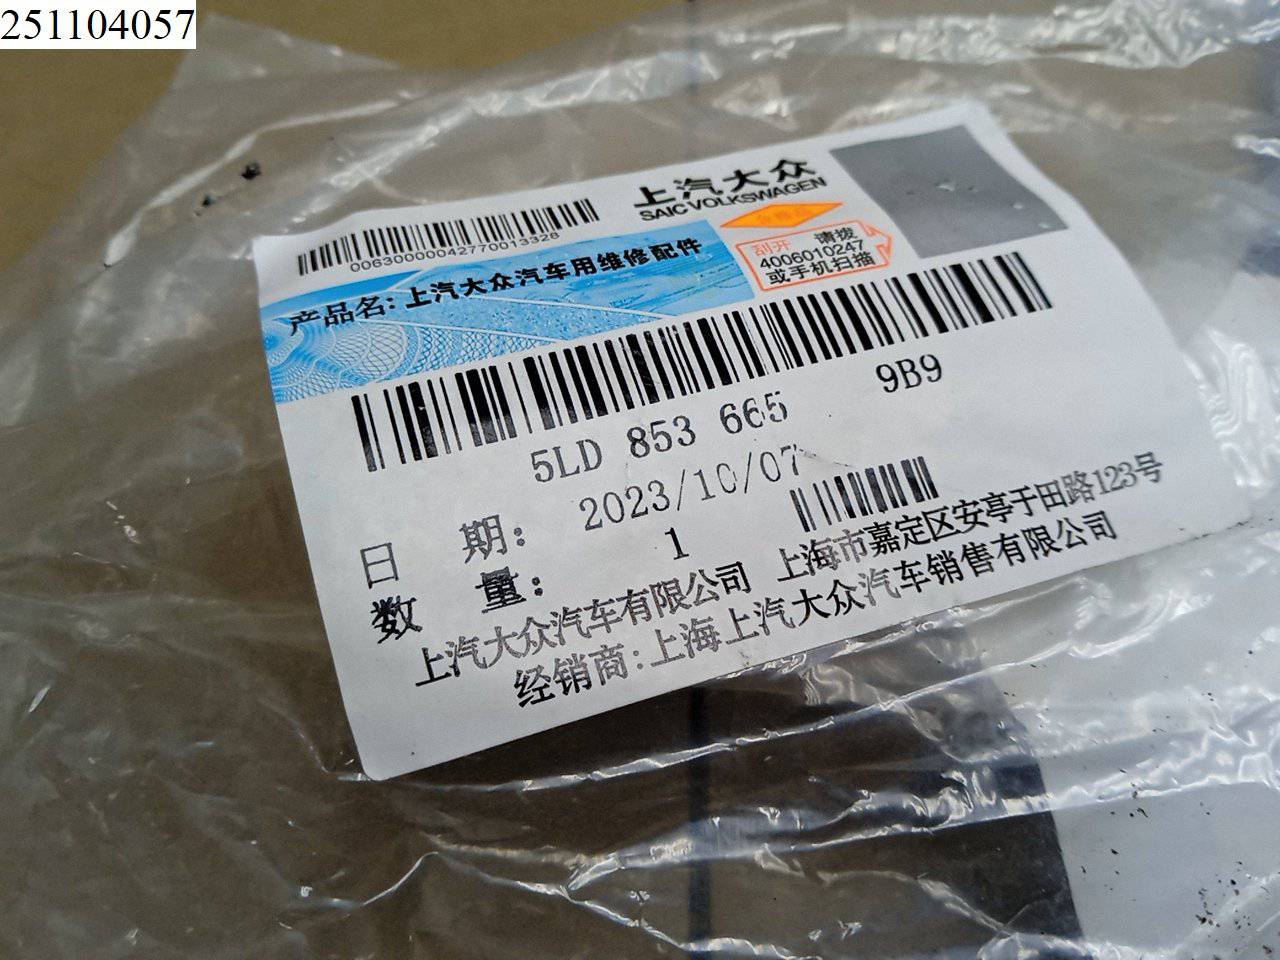 251104057
上汽大众
SAIC VOLKSWAGEN
00630000042770013328
刮开 请拨
4006010247
或手机扫描
产品名: 上汽大众汽车用维修配件
5LD 853 665 9B9
日 期: 2023/10/07
数 量: 1
上汽大众汽车有限公司 上海市嘉定区安亭于田路123号
经销商: 上海上汽大众汽车销售有限公司